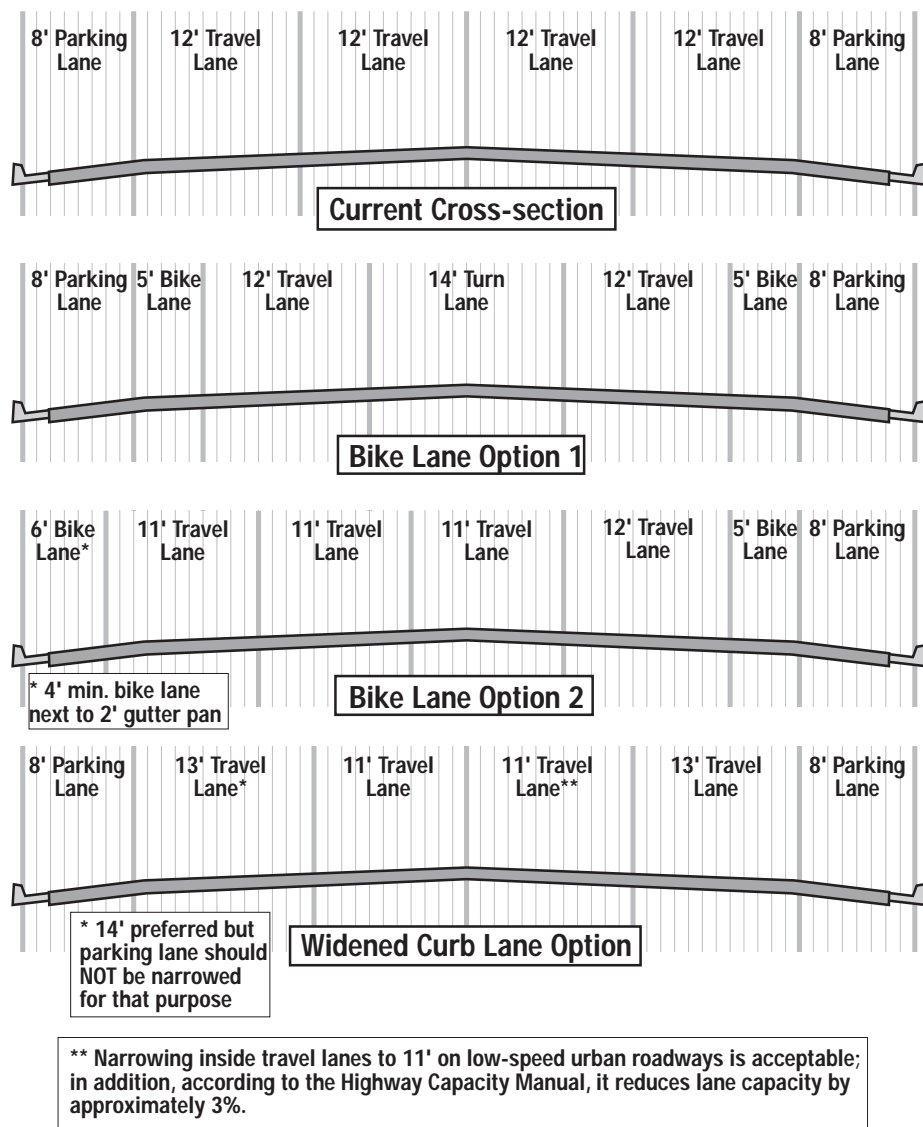 8' Parking Lane
12' Travel Lane
12' Travel Lane
12' Travel Lane
12' Travel Lane
8' Parking Lane
Current Cross-section
8' Parking Lane
5' Bike Lane
12' Travel Lane
14' Turn Lane
12' Travel Lane
5' Bike Lane
8' Parking Lane
Bike Lane Option 1
6' Bike Lane*
11' Travel Lane
11' Travel Lane
11' Travel Lane
12' Travel Lane
5' Bike Lane
8' Parking Lane
* 4' min. bike lane
next to 2' gutter pan
Bike Lane Option 2
8' Parking Lane
13' Travel Lane*
11' Travel Lane
11' Travel Lane**
13' Travel Lane
8' Parking Lane
* 14' preferred but
parking lane should
NOT be narrowed
for that purpose
Widened Curb Lane Option
** Narrowing inside travel lanes to 11' on low-speed urban roadways is acceptable;
in addition, according to the Highway Capacity Manual, it reduces lane capacity by
approximately 3%.